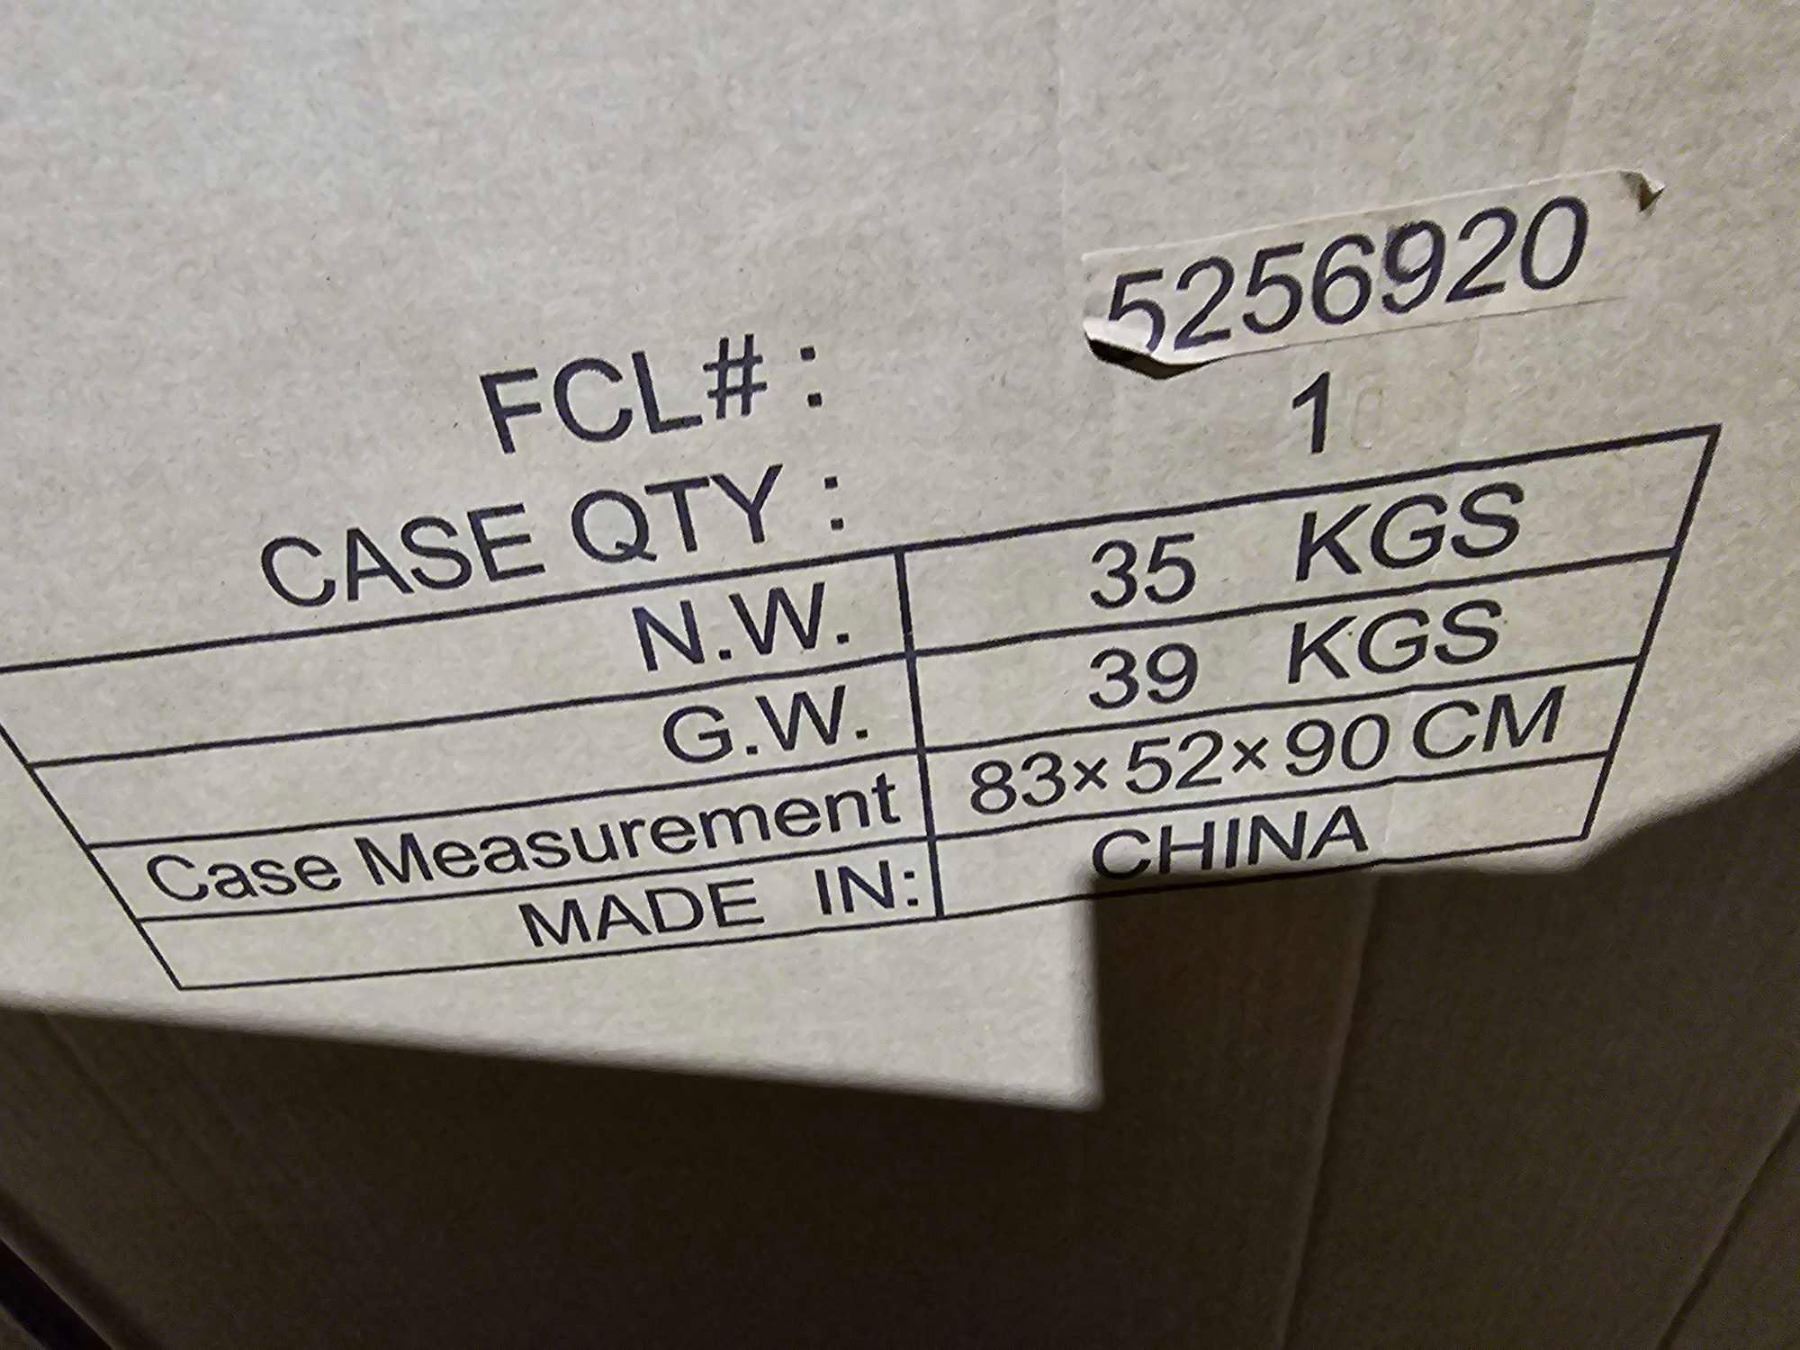 FCL# : 5256920
CASE QTY : 1
N.W. 35 KGS
G.W. 39 KGS
Case Measurement 83×52×90 CM
MADE IN: CHINA